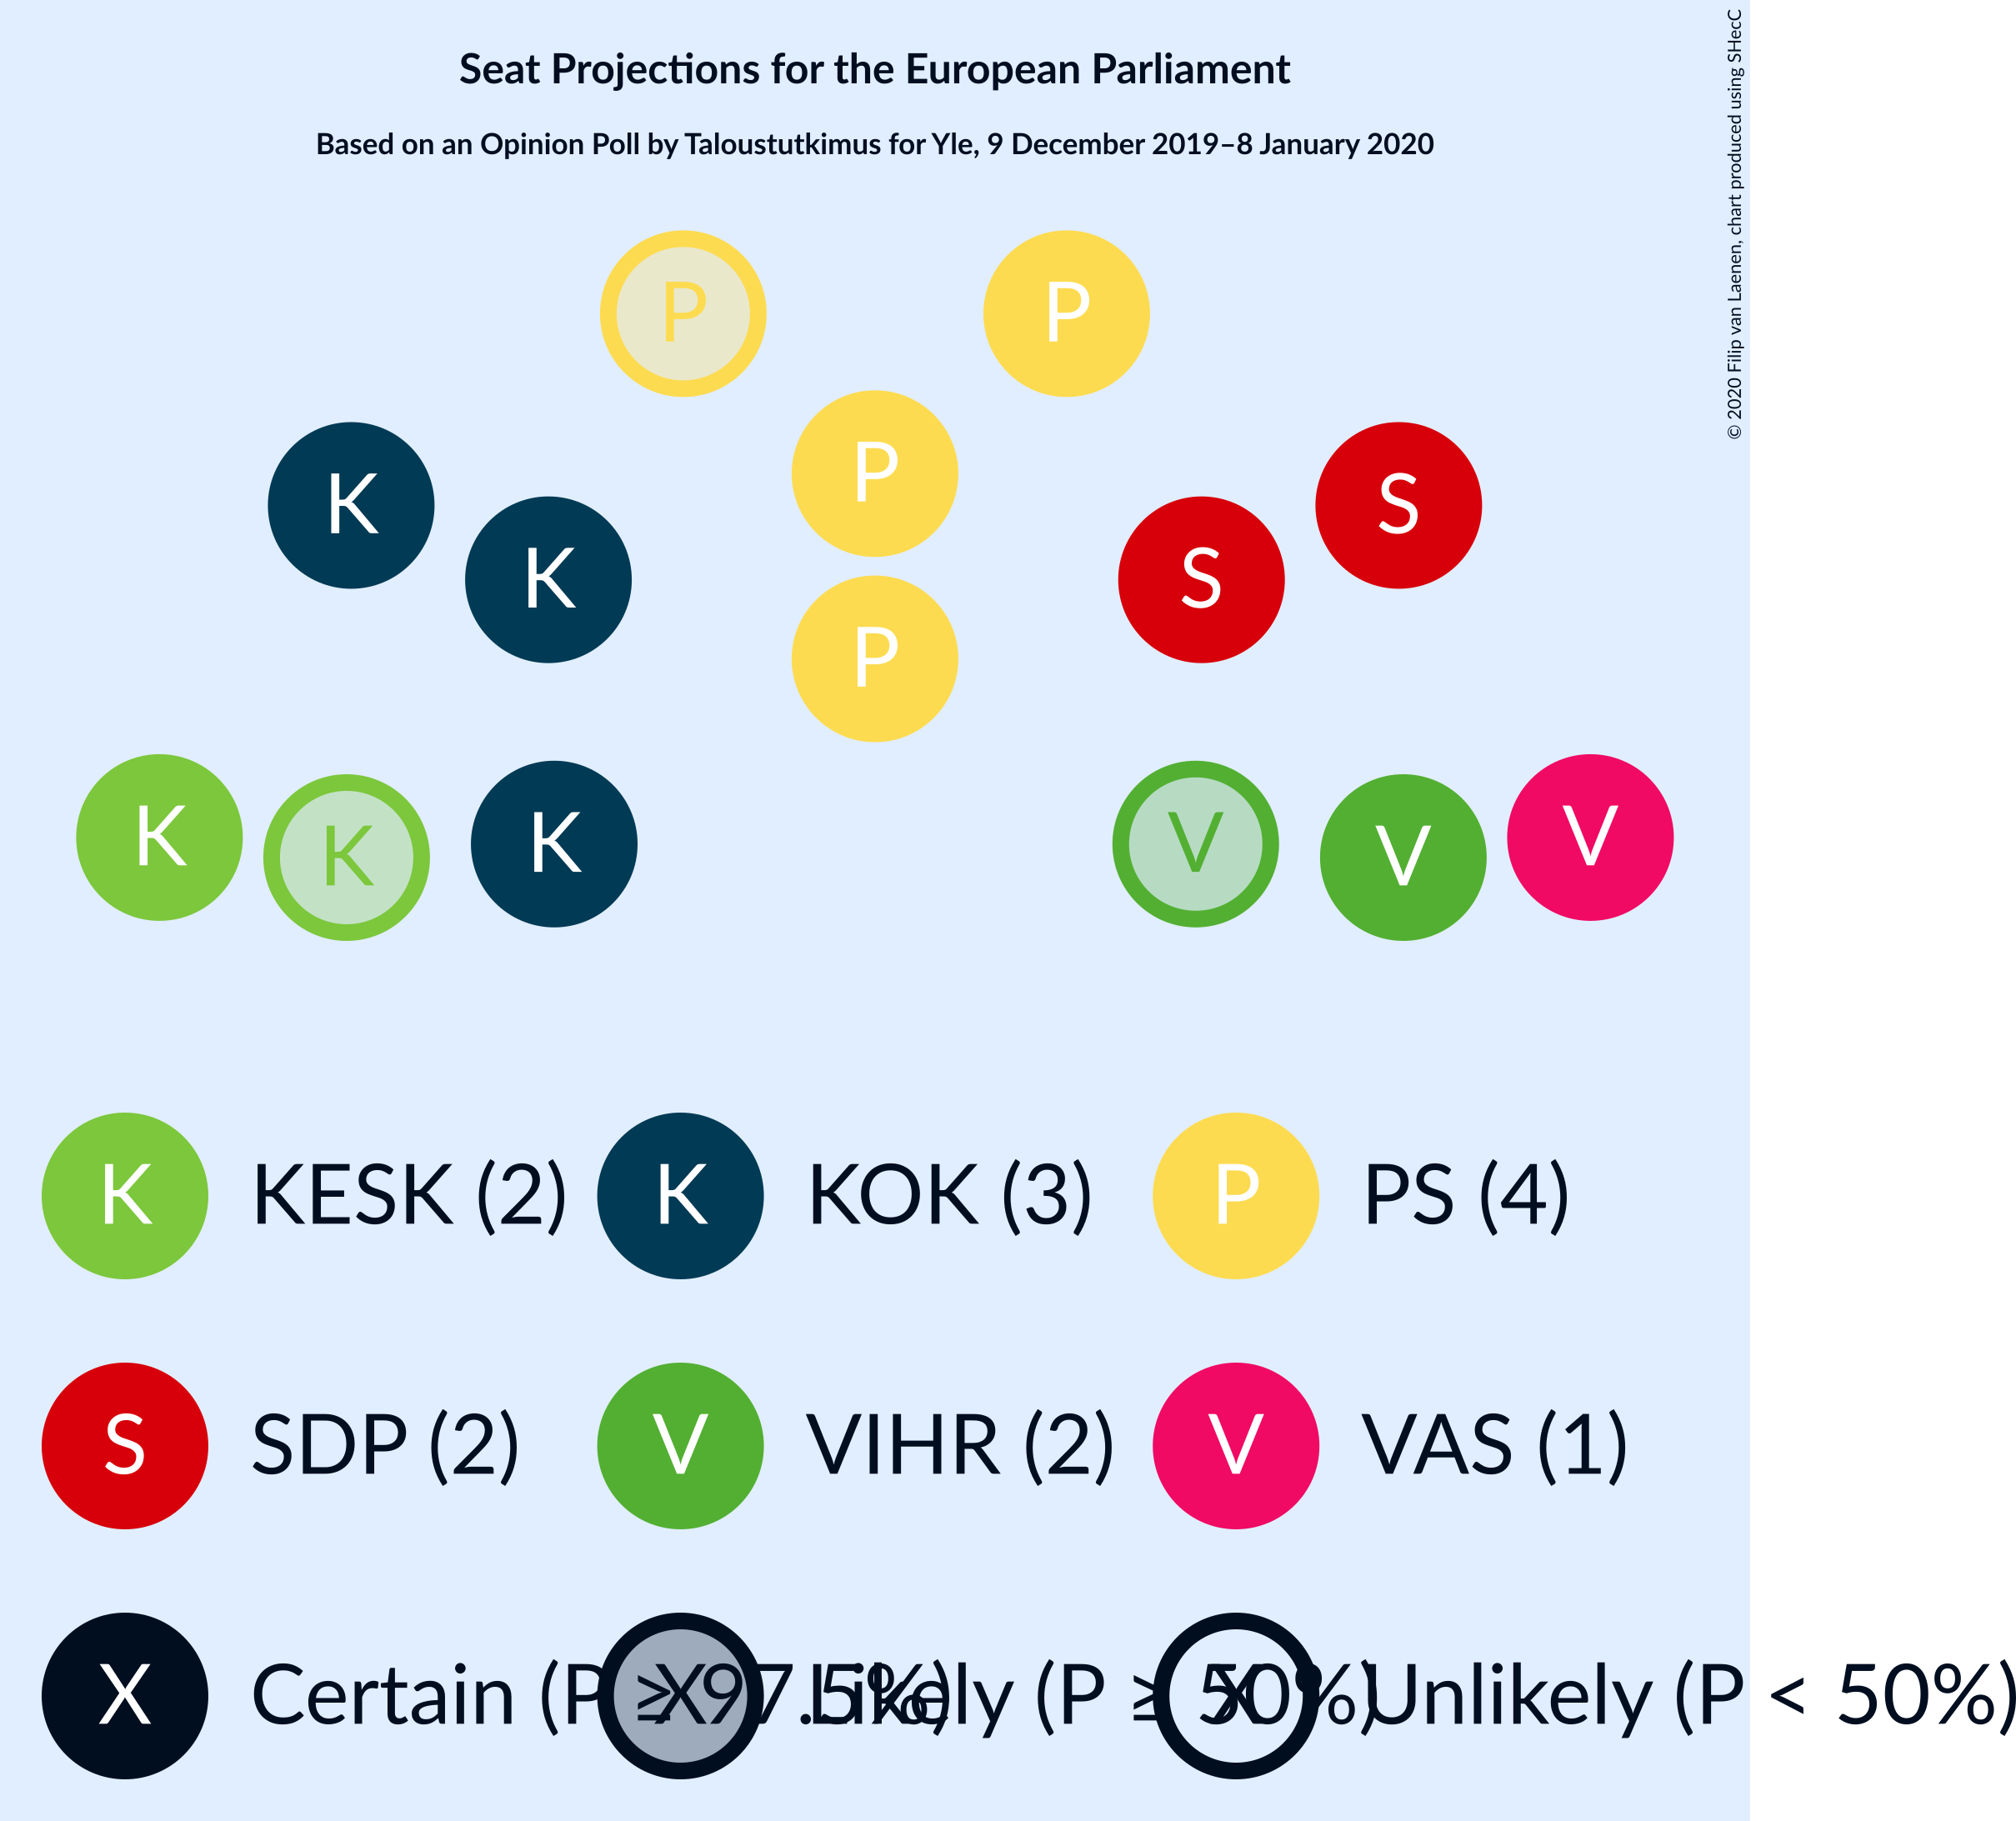 Seat Projections for the European Parliament
Based on an Opinion Poll by Taloustutkimus for Yle, 9 December 2019–8 January 2020
© 2020 Filip van Laenen, chart produced using SHecC
P P
P
K S
K S
P
K K
K V
V V
K KESK (2) K KOK (3) P PS (4)
S SDP (2) V VIHR (2) V VAS (1)
X Certain (P ≥ 97.5%) X Likely (P ≥ 50%) X Unlikely (P < 50%)